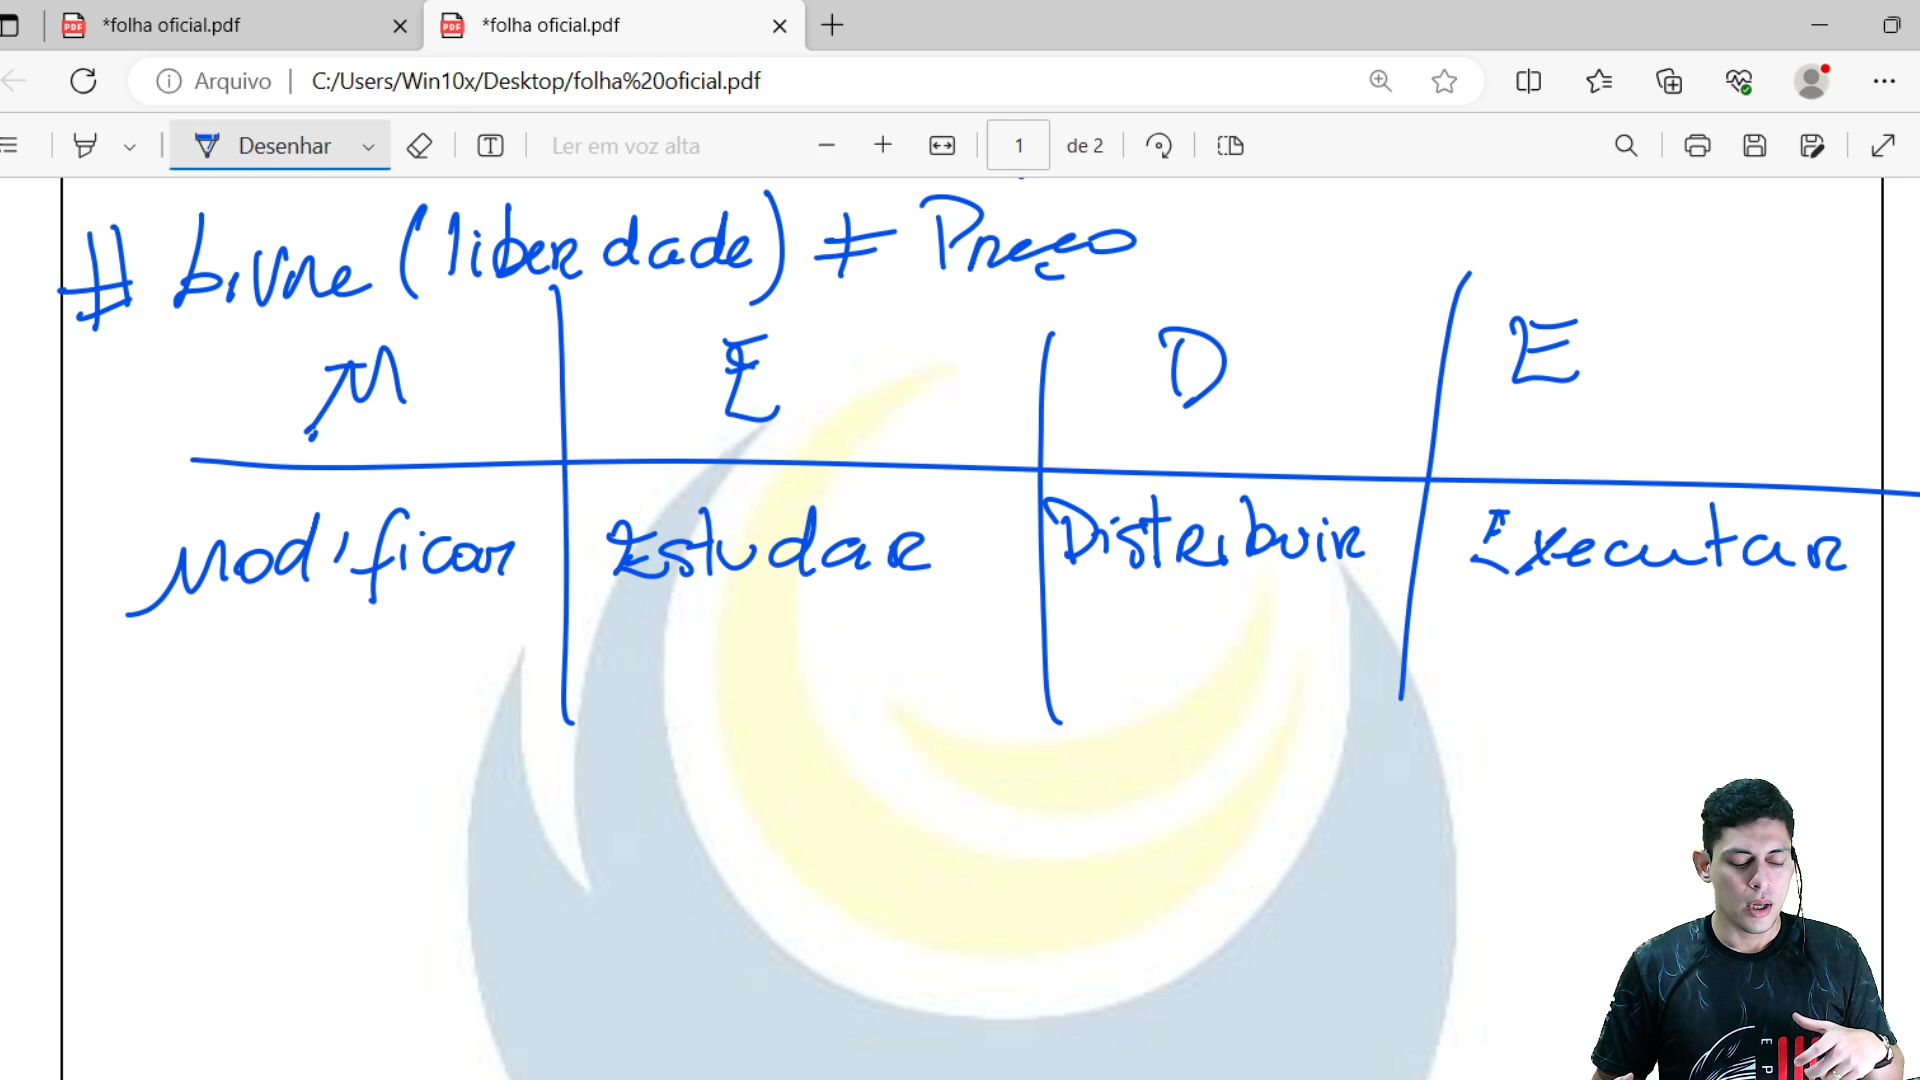 *folha oficial.pdf
*folha oficial.pdf
Arquivo | C:/Users/Win10x/Desktop/folha%20oficial.pdf
Desenhar Ler em voz alta 1 de 2
# Livre (liberdade) ≠ Preço
M E D E
Modificar Estudar Distribuir Executar